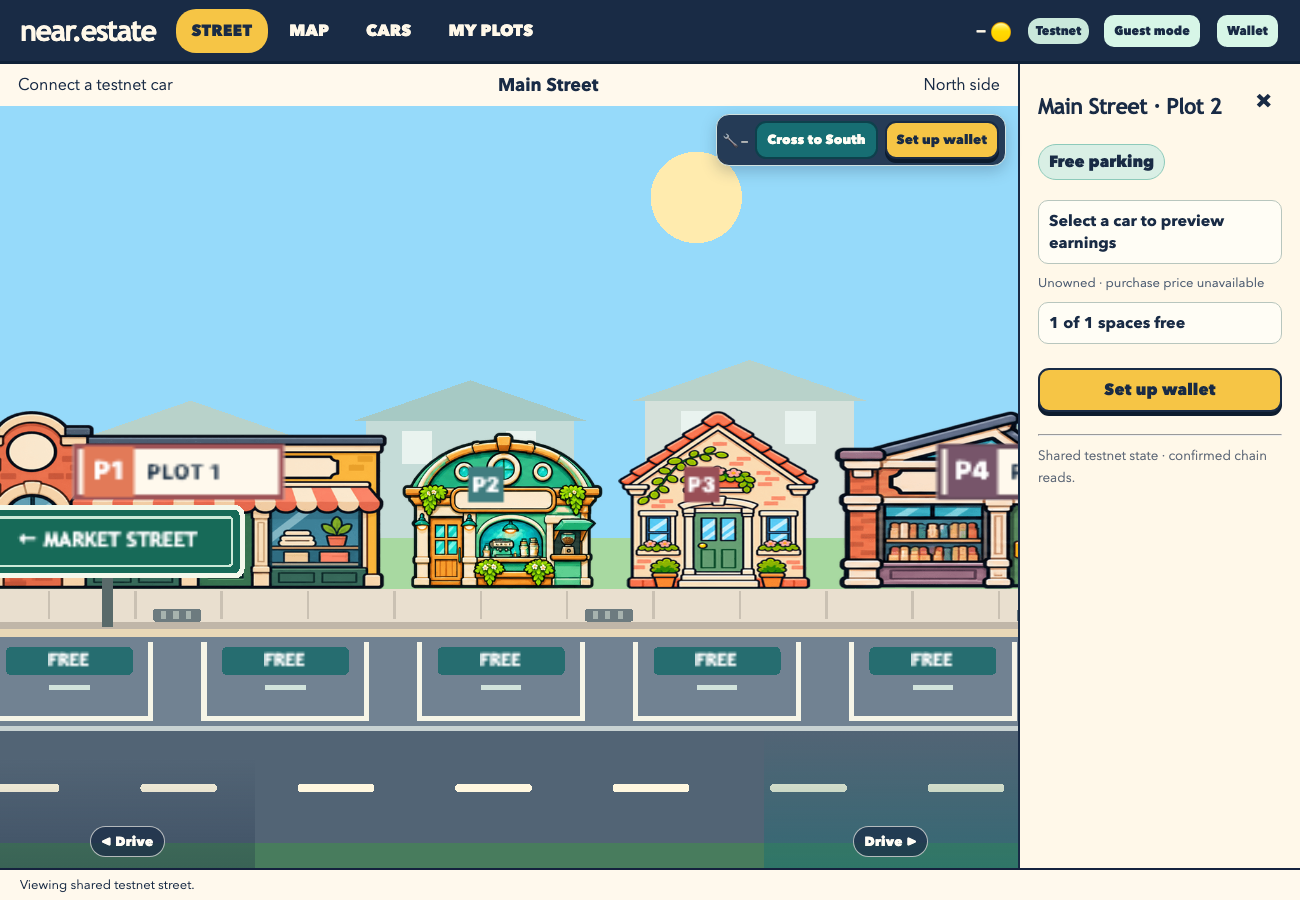 near.estate
STREET
MAP
CARS
MY PLOTS
–
Testnet
Guest mode
Wallet
Connect a testnet car
Main Street
North side
–
Cross to South
Set up wallet
Main Street · Plot 2
✖
Free parking
Select a car to preview
earnings
Unowned · purchase price unavailable
1 of 1 spaces free
Set up wallet
Shared testnet state · confirmed chain
reads.
P1
PLOT 1
P2
P3
P4
← MARKET STREET
FREE
FREE
FREE
FREE
FREE
◀ Drive
Drive ▶
Viewing shared testnet street.